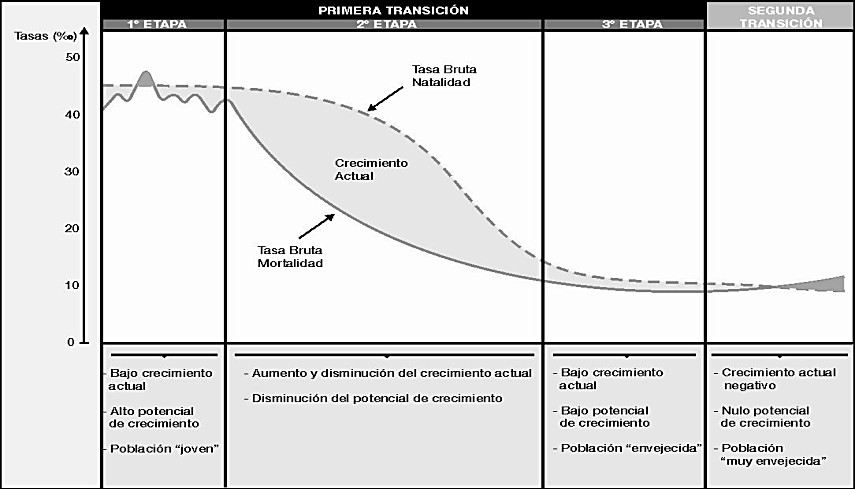 PRIMERA TRANSICIÓN
SEGUNDA
TRANSICIÓN
1º ETAPA
2º ETAPA
3º ETAPA
Tasas (‰)
50
40
30
20
10
0
Tasa Bruta
Natalidad
Crecimiento
Actual
Tasa Bruta
Mortalidad
- Bajo crecimiento
actual
- Alto potencial
de crecimiento
- Población “joven”
- Aumento y disminución del crecimiento actual
- Disminución del potencial de crecimiento
- Bajo crecimiento
actual
- Bajo potencial
de crecimiento
- Población “envejecida”
- Crecimiento actual
negativo
- Nulo potencial
de crecimiento
- Población
“muy envejecida”